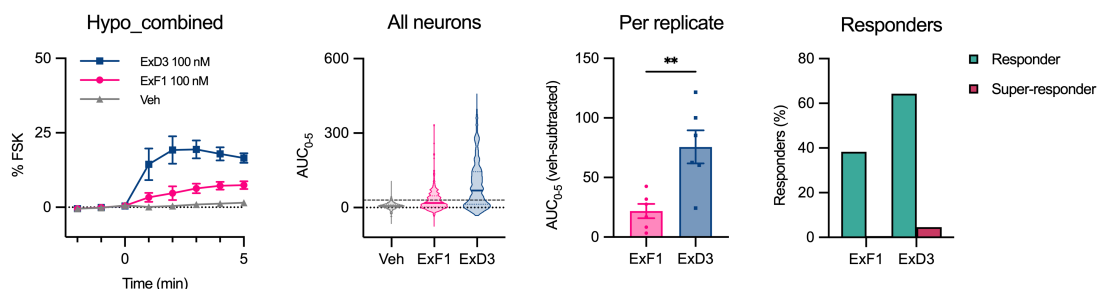 Hypo_combined
50
25
0
% FSK
ExD3 100 nM
ExF1 100 nM
Veh
0
5
Time (min)
All neurons
600
300
0
AUC0-5
Veh
ExF1
ExD3
Per replicate
150
100
50
0
AUC0-5 (veh-subtracted)
**
ExF1
ExD3
Responders
80
60
40
20
0
Responders (%)
ExF1
ExD3
Responder
Super-responder